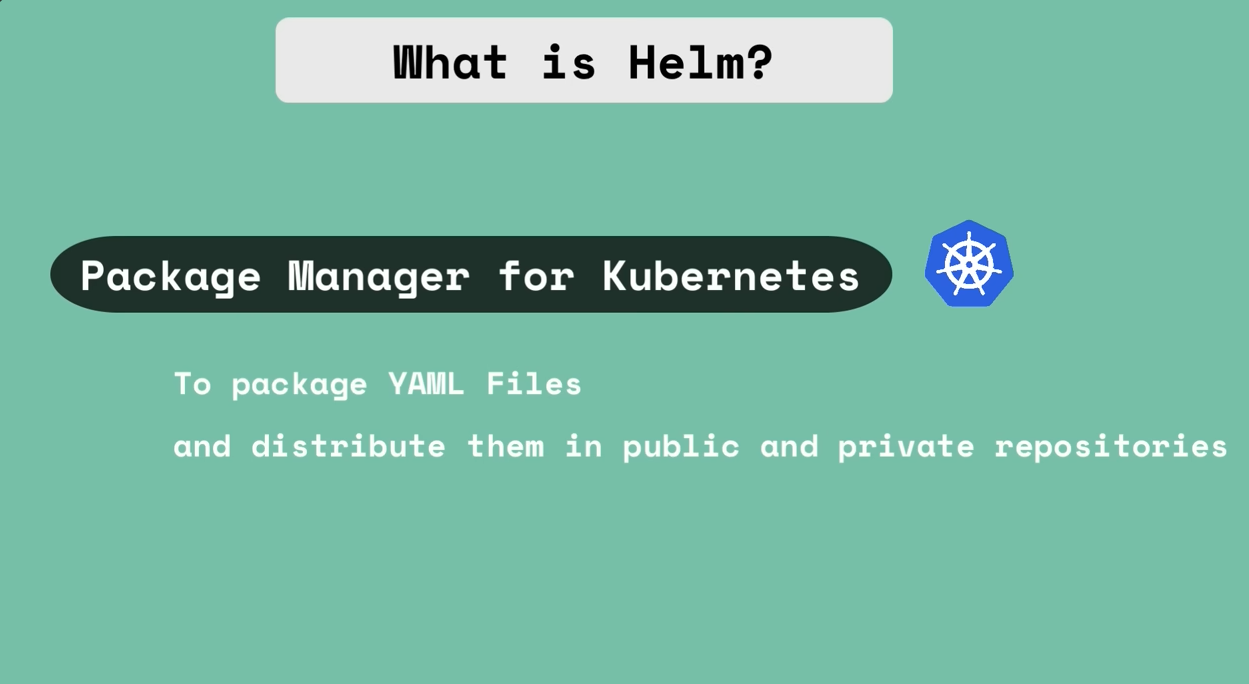 What is Helm?
Package Manager for Kubernetes
To package YAML Files
and distribute them in public and private repositories